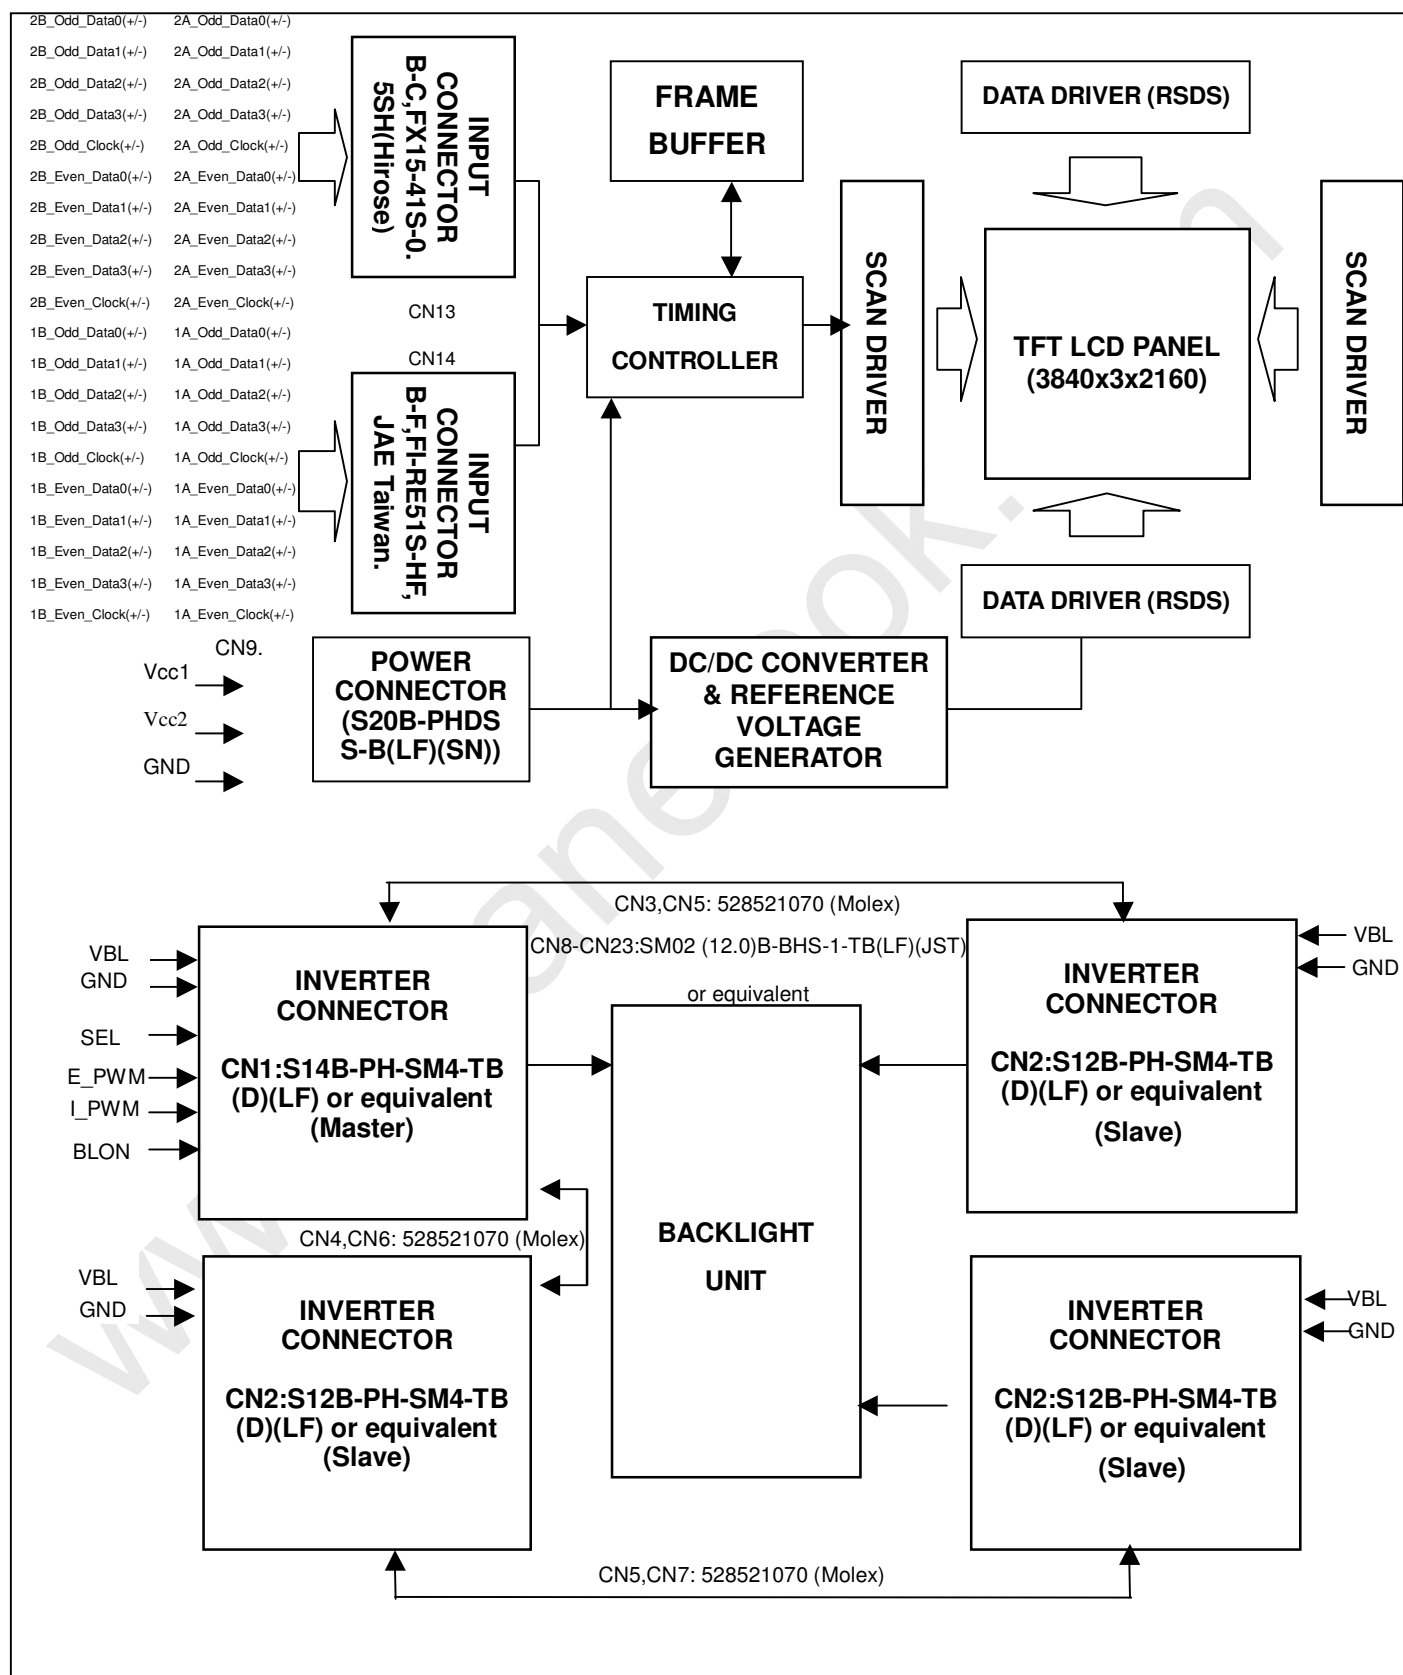 2B_Odd_Data0(+/-) 2A_Odd_Data0(+/-)
2B_Odd_Data1(+/-) 2A_Odd_Data1(+/-)
2B_Odd_Data2(+/-) 2A_Odd_Data2(+/-)
2B_Odd_Data3(+/-) 2A_Odd_Data3(+/-)
2B_Odd_Clock(+/-) 2A_Odd_Clock(+/-)
2B_Even_Data0(+/-) 2A_Even_Data0(+/-)
2B_Even_Data1(+/-) 2A_Even_Data1(+/-)
2B_Even_Data2(+/-) 2A_Even_Data2(+/-)
2B_Even_Data3(+/-) 2A_Even_Data3(+/-)
2B_Even_Clock(+/-) 2A_Even_Clock(+/-)
1B_Odd_Data0(+/-) 1A_Odd_Data0(+/-)
1B_Odd_Data1(+/-) 1A_Odd_Data1(+/-)
1B_Odd_Data2(+/-) 1A_Odd_Data2(+/-)
1B_Odd_Data3(+/-) 1A_Odd_Data3(+/-)
1B_Odd_Clock(+/-) 1A_Odd_Clock(+/-)
1B_Even_Data0(+/-) 1A_Even_Data0(+/-)
1B_Even_Data1(+/-) 1A_Even_Data1(+/-)
1B_Even_Data2(+/-) 1A_Even_Data2(+/-)
1B_Even_Data3(+/-) 1A_Even_Data3(+/-)
1B_Even_Clock(+/-) 1A_Even_Clock(+/-)
INPUT
CONNECTOR
B-C,FX15-41S-0.
5SH(Hirose)
CN13
CN14
INPUT
CONNECTOR
B-F,FI-RE51S-HF,
JAE Taiwan.
FRAME
BUFFER
TIMING
CONTROLLER
SCAN DRIVER
DATA DRIVER (RSDS)
TFT LCD PANEL
(3840x3x2160)
SCAN DRIVER
DATA DRIVER (RSDS)
CN9.
Vcc1
Vcc2
GND
POWER
CONNECTOR
(S20B-PHDS
S-B(LF)(SN))
DC/DC CONVERTER
& REFERENCE
VOLTAGE
GENERATOR
CN3,CN5: 528521070 (Molex)
CN8-CN23:SM02 (12.0)B-BHS-1-TB(LF)(JST)
or equivalent
VBL
GND
SEL
E_PWM
I_PWM
BLON
INVERTER
CONNECTOR
CN1:S14B-PH-SM4-TB
(D)(LF) or equivalent
(Master)
INVERTER
CONNECTOR
CN2:S12B-PH-SM4-TB
(D)(LF) or equivalent
(Slave)
VBL
GND
BACKLIGHT
UNIT
CN4,CN6: 528521070 (Molex)
VBL
GND
INVERTER
CONNECTOR
CN2:S12B-PH-SM4-TB
(D)(LF) or equivalent
(Slave)
INVERTER
CONNECTOR
CN2:S12B-PH-SM4-TB
(D)(LF) or equivalent
(Slave)
VBL
GND
CN5,CN7: 528521070 (Molex)